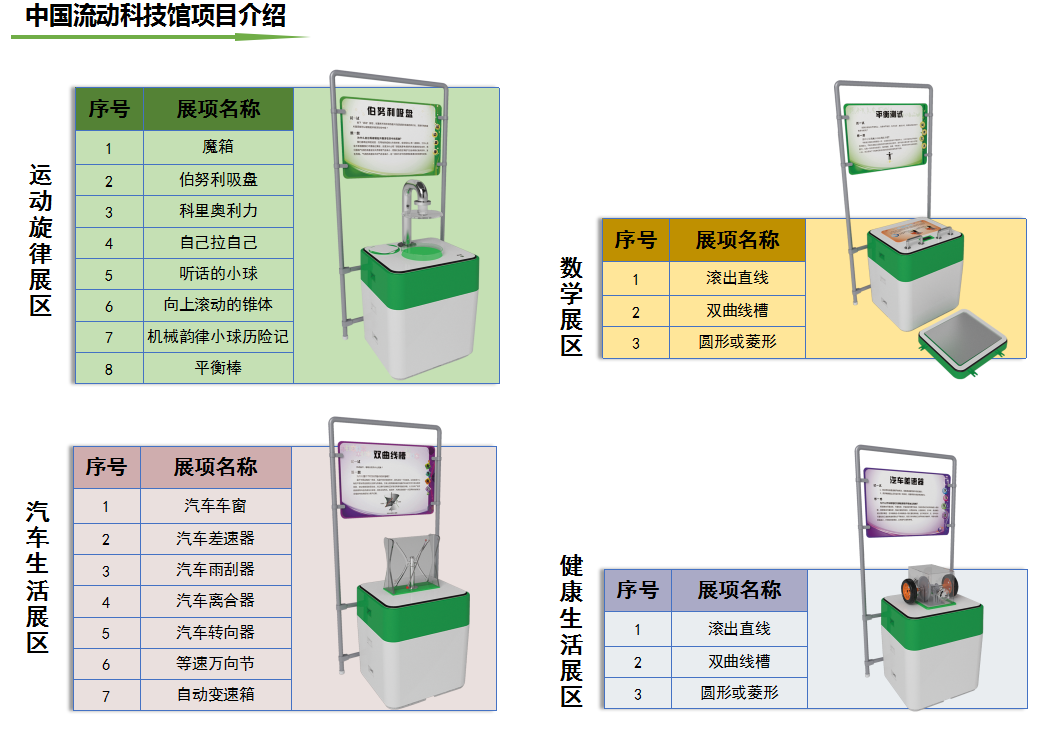 中国流动科技馆项目介绍
运动旋律展区
序号 展项名称
1 魔箱
2 伯努利吸盘
3 科里奥利力
4 自己拉自己
5 听话的小球
6 向上滚动的锥体
7 机械韵律小球历险记
8 平衡棒
伯努利吸盘
数学展区
序号 展项名称
1 滚出直线
2 双曲线槽
3 圆形或菱形
平衡测试
汽车生活展区
序号 展项名称
1 汽车车窗
2 汽车差速器
3 汽车雨刮器
4 汽车离合器
5 汽车转向器
6 等速万向节
7 自动变速箱
双曲线槽
健康生活展区
序号 展项名称
1 滚出直线
2 双曲线槽
3 圆形或菱形
汽车差速器